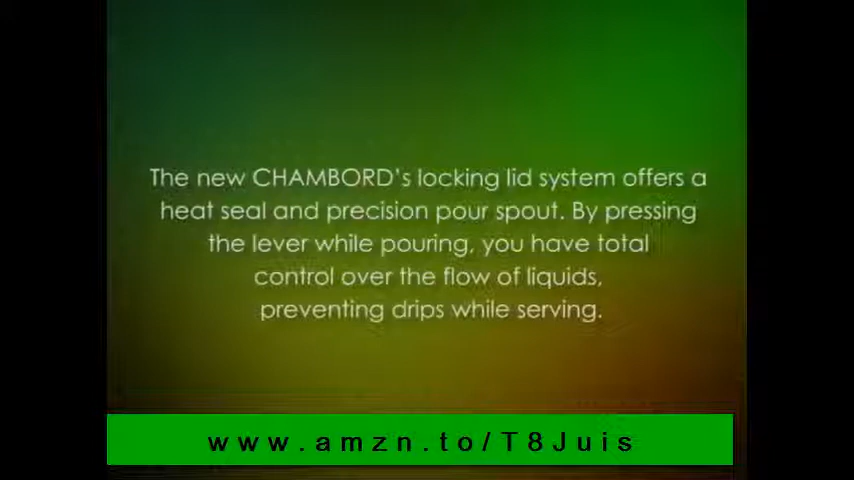 The new CHAMBORD's locking lid system offers a
heat seal and precision pour spout. By pressing
the lever while pouring, you have total
control over the flow of liquids,
preventing drips while serving.
www.amzn.to/T8Juis